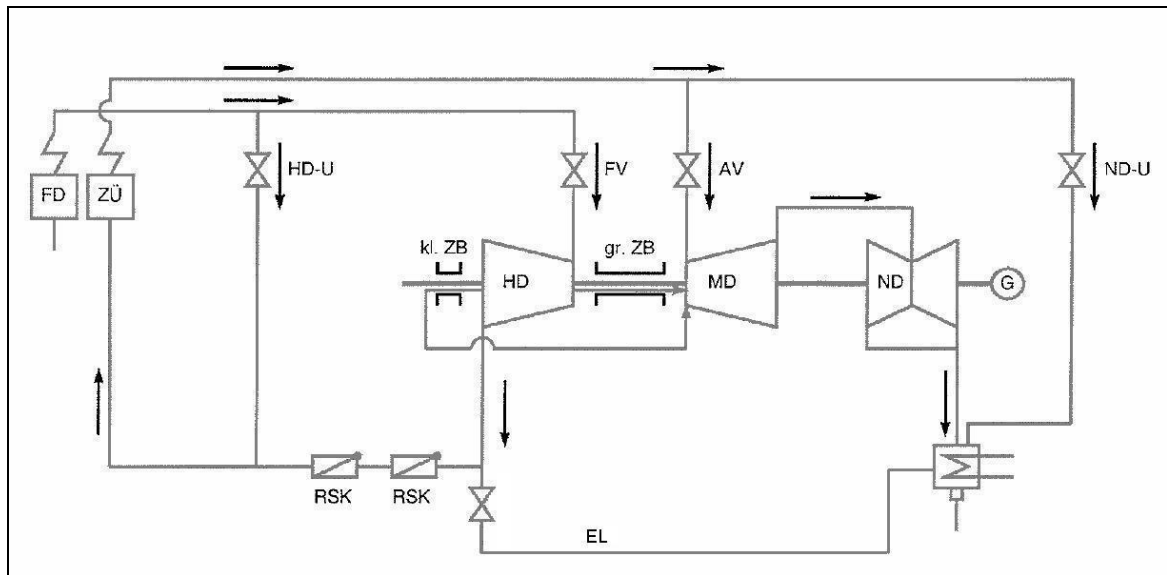 HD-U
FV
AV
ND-U
FD
ZÜ
kl. ZB
gr. ZB
HD
MD
ND
G
RSK
RSK
EL